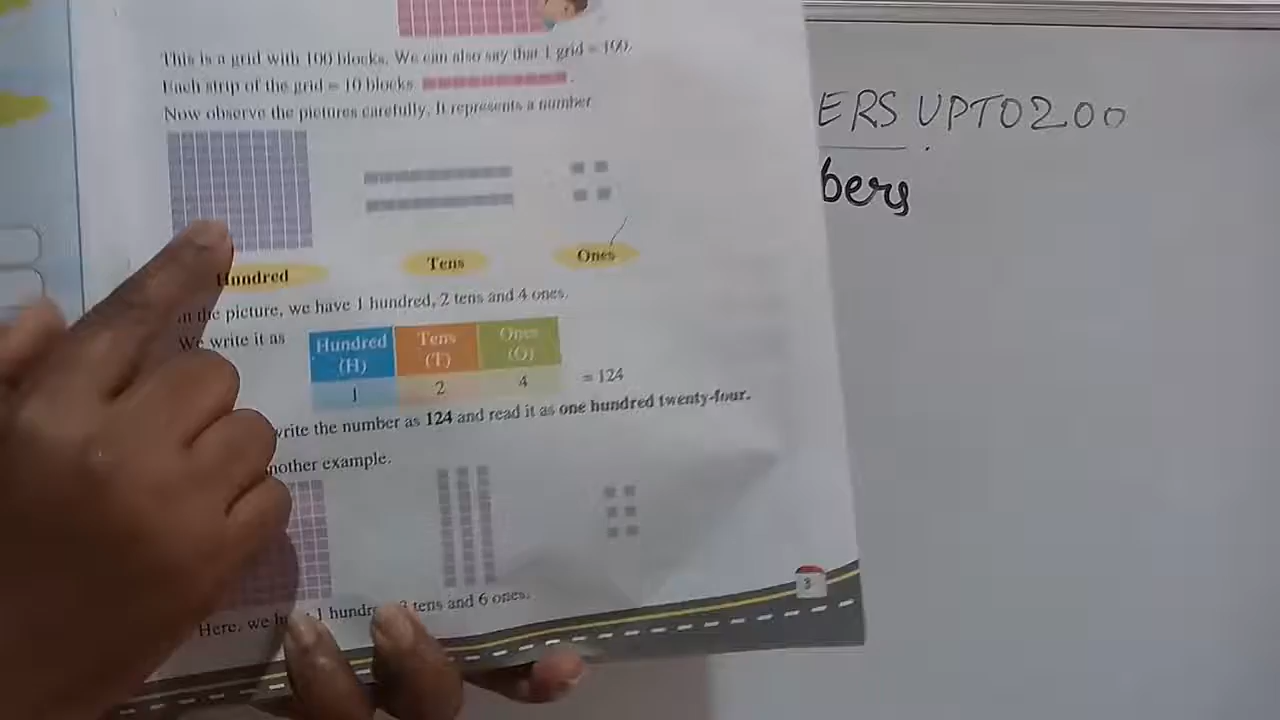 This is a grid with 100 blocks. We can also say that 1 grid = 100.
Each strip of the grid = 10 blocks
Now observe the pictures carefully. It represents a number
Hundred Tens Ones
the picture, we have 1 hundred, 2 tens and 4 ones.
We write it as
Hundred (H) Tens (T) Ones (O)
1 2 4 = 124
write the number as 124 and read it as one hundred twenty-four.
another example.
Here, we 1 3 tens and 6 ones.
3
ERS UPTO 200
bers